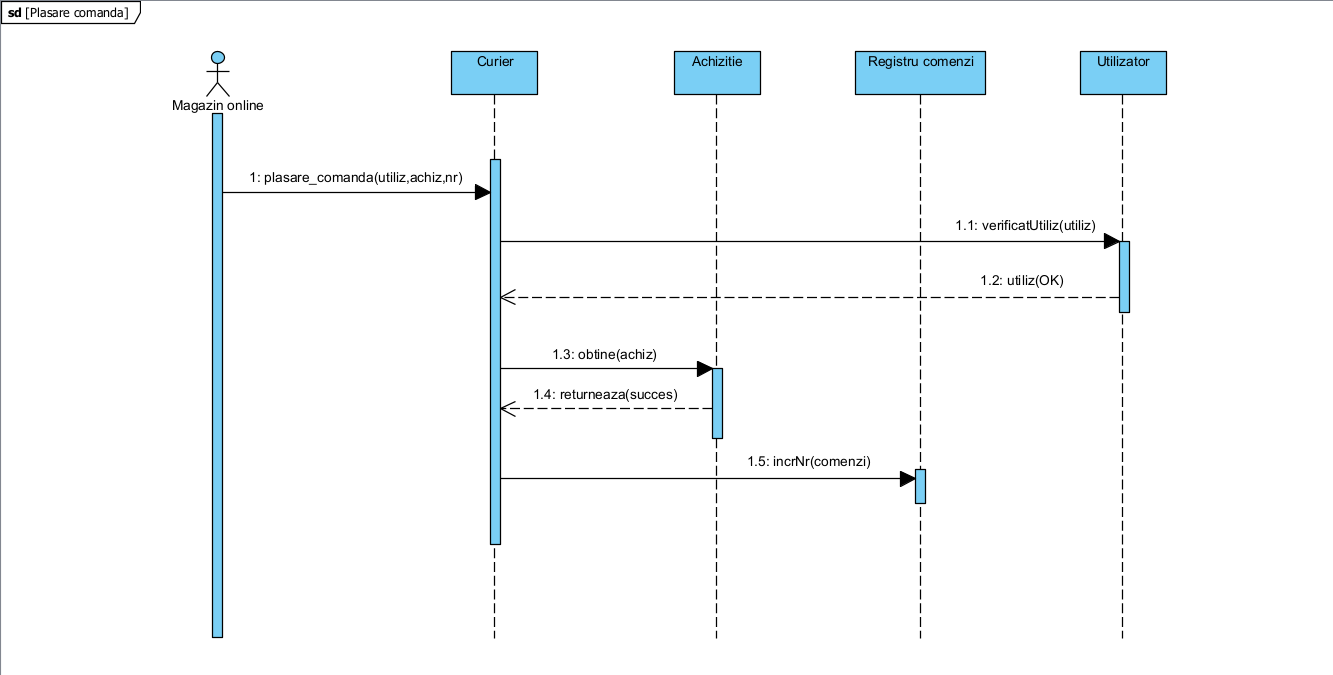 sd [Plasare comanda]
Magazin online
Curier
Achizitie
Registru comenzi
Utilizator
1: plasare_comanda(utiliz,achiz,nr)
1.1: verificatUtiliz(utiliz)
1.2: utiliz(OK)
1.3: obtine(achiz)
1.4: returneaza(succes)
1.5: incrNr(comenzi)